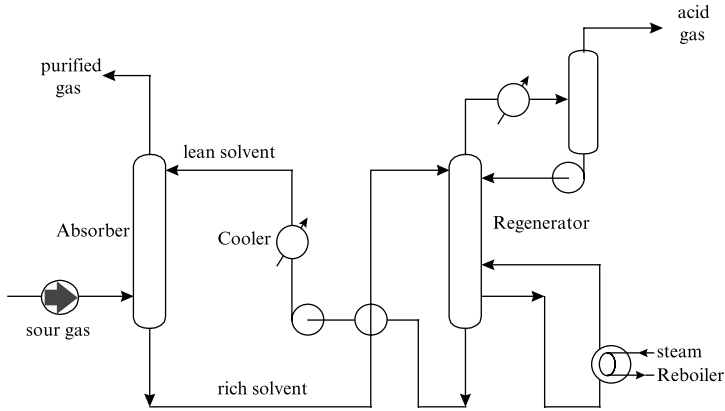 acid
gas
purified
gas
lean solvent
Absorber
Cooler
Regenerator
sour gas
steam
Reboiler
rich solvent